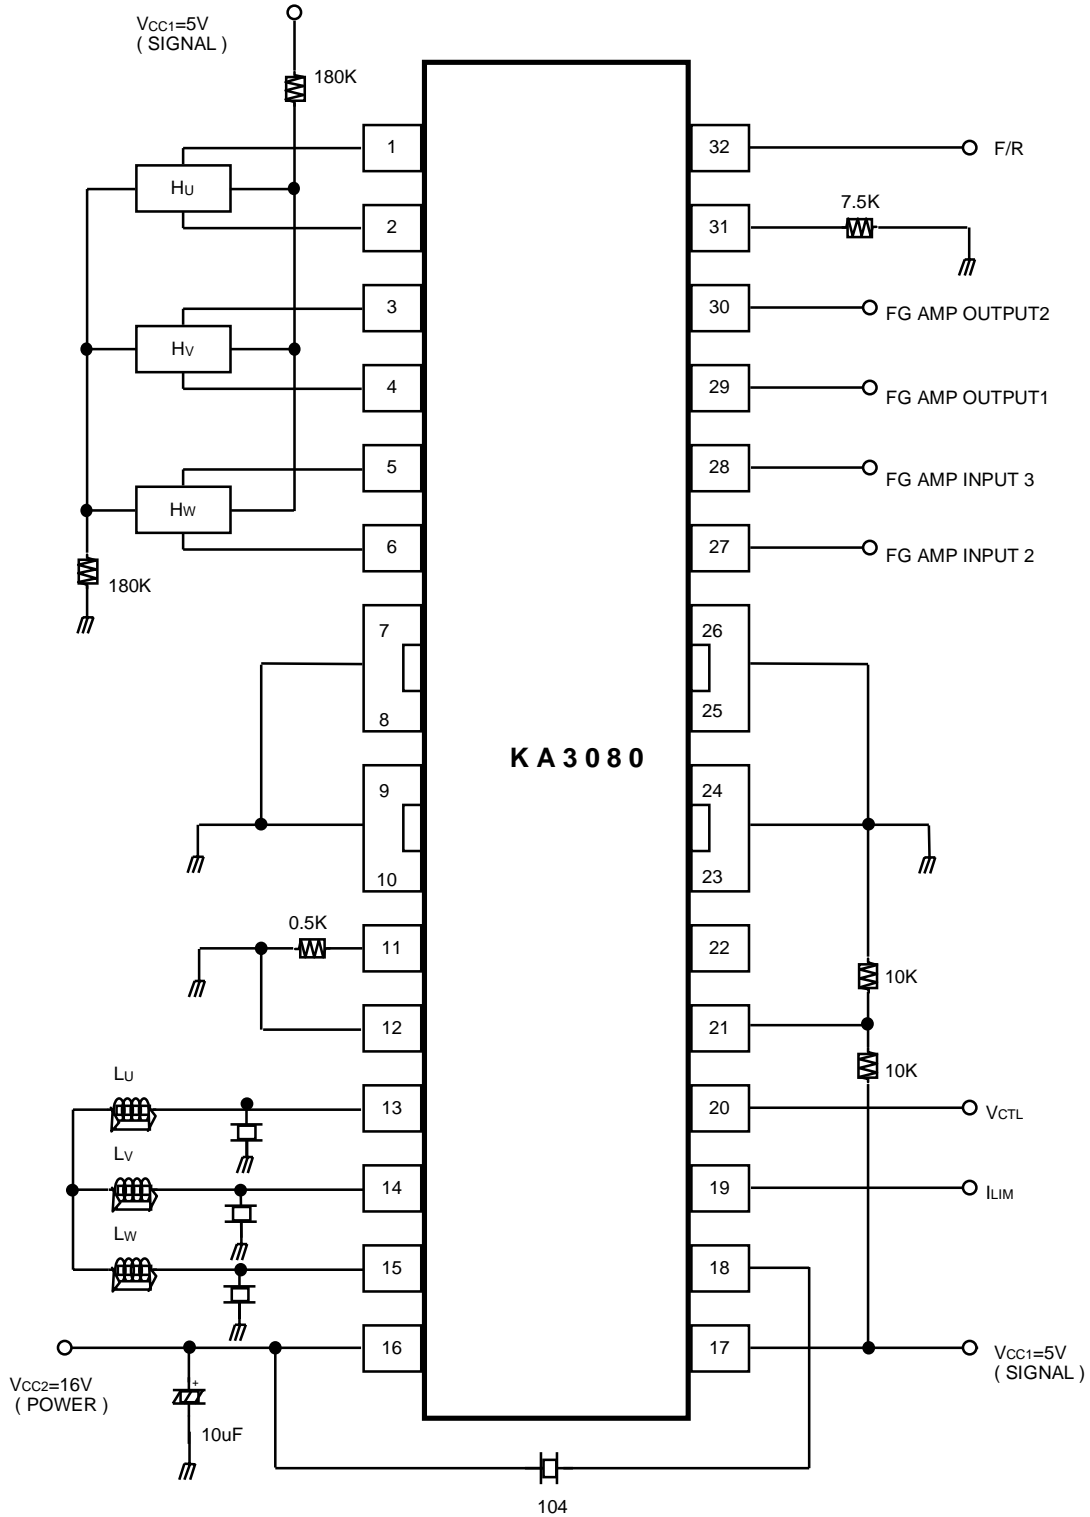 VCC1=5V
( SIGNAL )
180K
1
32
F/R
HU
7.5K
2
31
3
30
FG AMP OUTPUT2
HV
4
29
FG AMP OUTPUT1
5
28
FG AMP INPUT 3
HW
6
27
FG AMP INPUT 2
180K
7
26
8
25
KA3080
9
24
10
23
0.5K
11
22
10K
12
21
10K
LU
13
20
VCTL
LV
14
19
ILIM
LW
15
18
16
17
VCC1=5V
( SIGNAL )
VCC2=16V
( POWER )
+
10uF
104